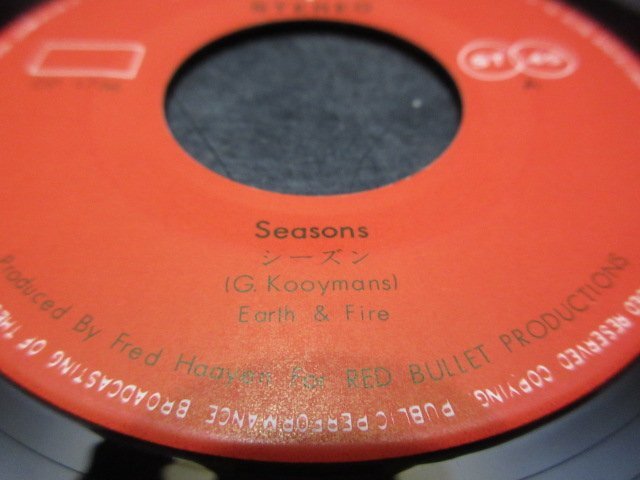 STEREO
Seasons
シーズン
(G. Kooymans)
Earth & Fire
Produced By Fred Haayen For RED BULLET PRODUCTIONS
RESERVED COPYING, PUBLIC PERFORMANCE, BROADCASTING OF THE